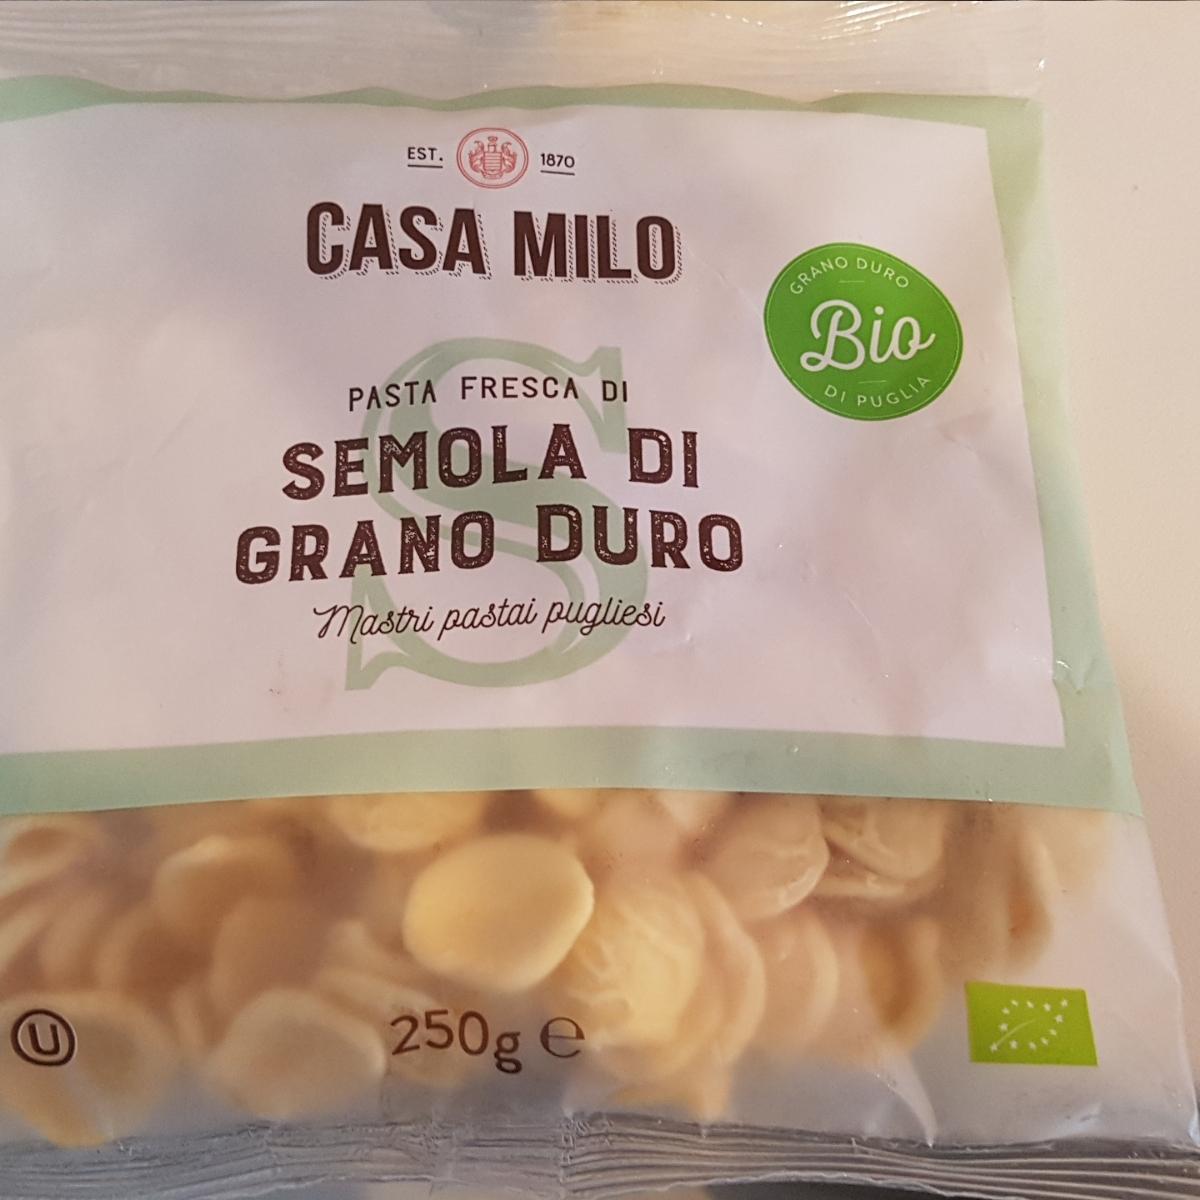 EST. 1870
CASA MILO
GRANO DURO
Bio
DI PUGLIA
PASTA FRESCA DI
SEMOLA DI
GRANO DURO
Mastri pastai pugliesi
S
U
250g e